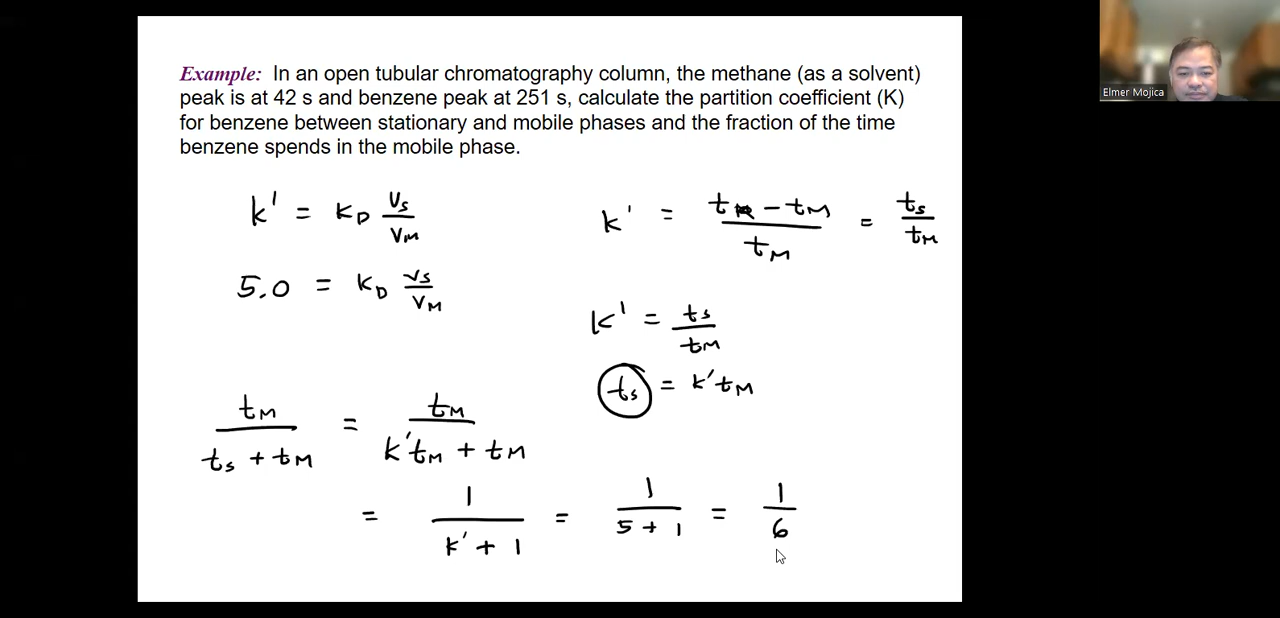 Example: In an open tubular chromatography column, the methane (as a solvent)
peak is at 42 s and benzene peak at 251 s, calculate the partition coefficient (K)
for benzene between stationary and mobile phases and the fraction of the time
benzene spends in the mobile phase.
k' = K_D V_s/V_M
k' = (t_R - t_M)/t_M = t_s/t_M
5.0 = K_D V_s/V_M
k' = t_s/t_M
t_s = k' t_M
t_M/(t_s + t_M) = t_M/(k't_M + t_M)
= 1/(k' + 1) = 1/(5 + 1) = 1/6
Elmer Mojica